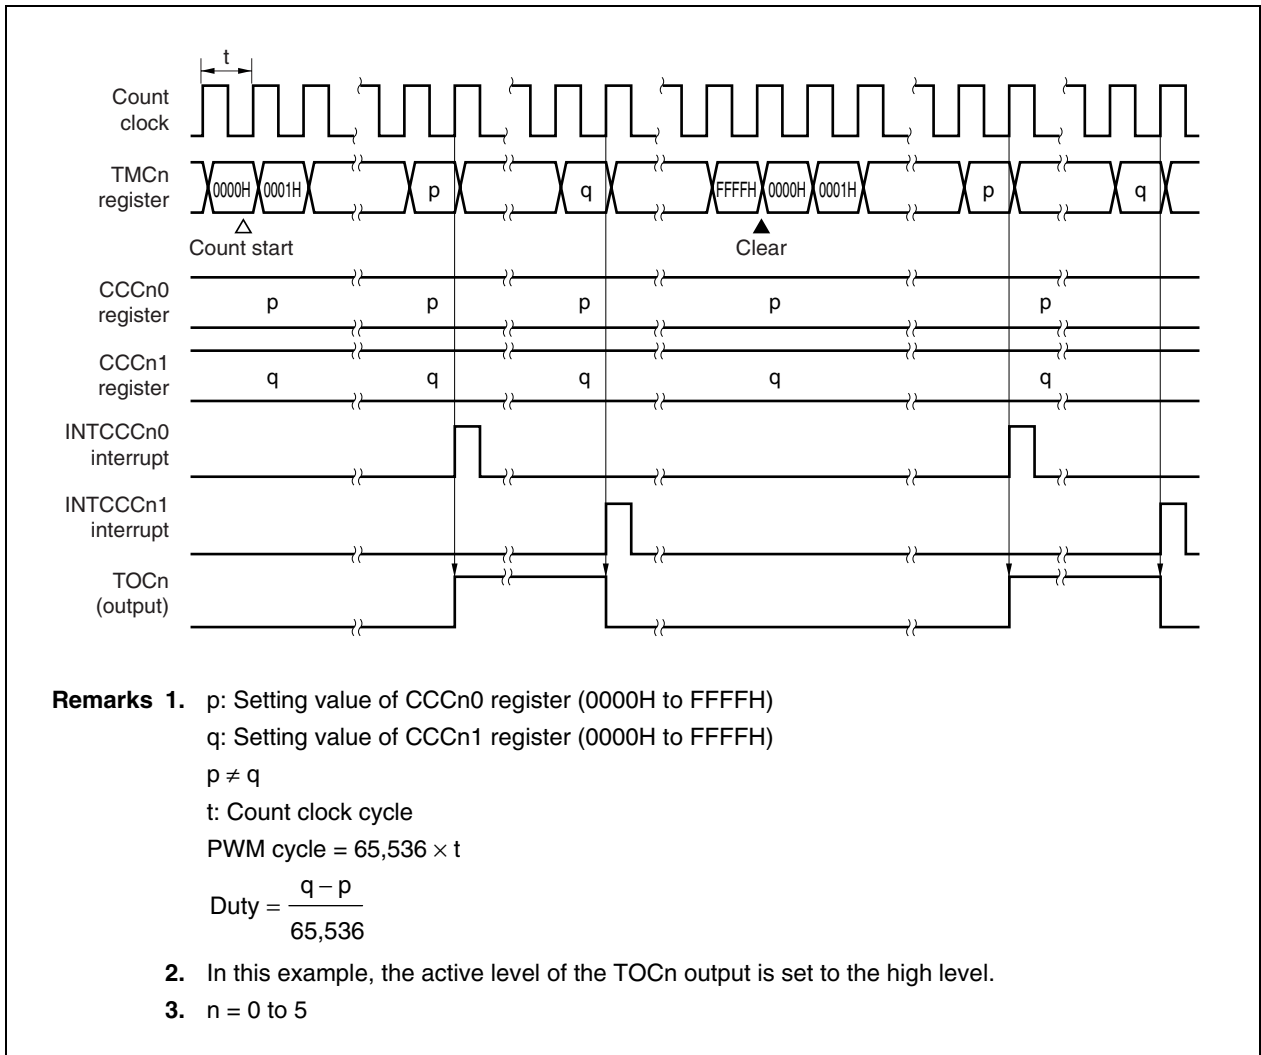 t
Count
clock
TMCn
register
0000H 0001H p q FFFFH 0000H 0001H p q
Count start Clear
CCCn0
register
p p p p p
CCCn1
register
q q q q q
INTCCCn0
interrupt
INTCCCn1
interrupt
TOCn
(output)
Remarks 1. p: Setting value of CCCn0 register (0000H to FFFFH)
q: Setting value of CCCn1 register (0000H to FFFFH)
p ≠ q
t: Count clock cycle
PWM cycle = 65,536 × t
Duty = q – p
65,536
2. In this example, the active level of the TOCn output is set to the high level.
3. n = 0 to 5